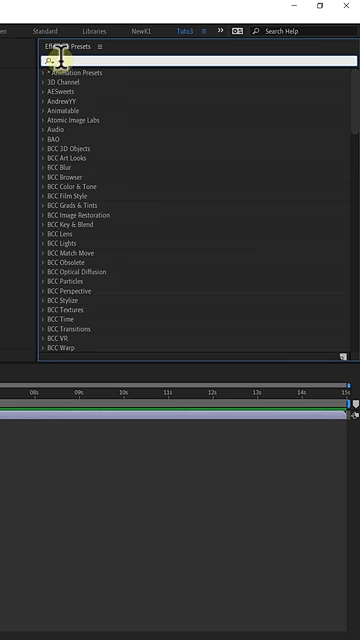 en Standard Libraries NewK1 Tuto3 Search Help
Presets
* Animation Presets
3D Channel
AESweets
AndrewYY
Animatable
Atomic Image Labs
Audio
BAO
BCC 3D Objects
BCC Art Looks
BCC Blur
BCC Browser
BCC Color & Tone
BCC Film Style
BCC Grads & Tints
BCC Image Restoration
BCC Key & Blend
BCC Lens
BCC Lights
BCC Match Move
BCC Obsolete
BCC Optical Diffusion
BCC Particles
BCC Perspective
BCC Stylize
BCC Textures
BCC Time
BCC Transitions
BCC VR
BCC Warp
08s 09s 10s 11s 12s 13s 14s 15s